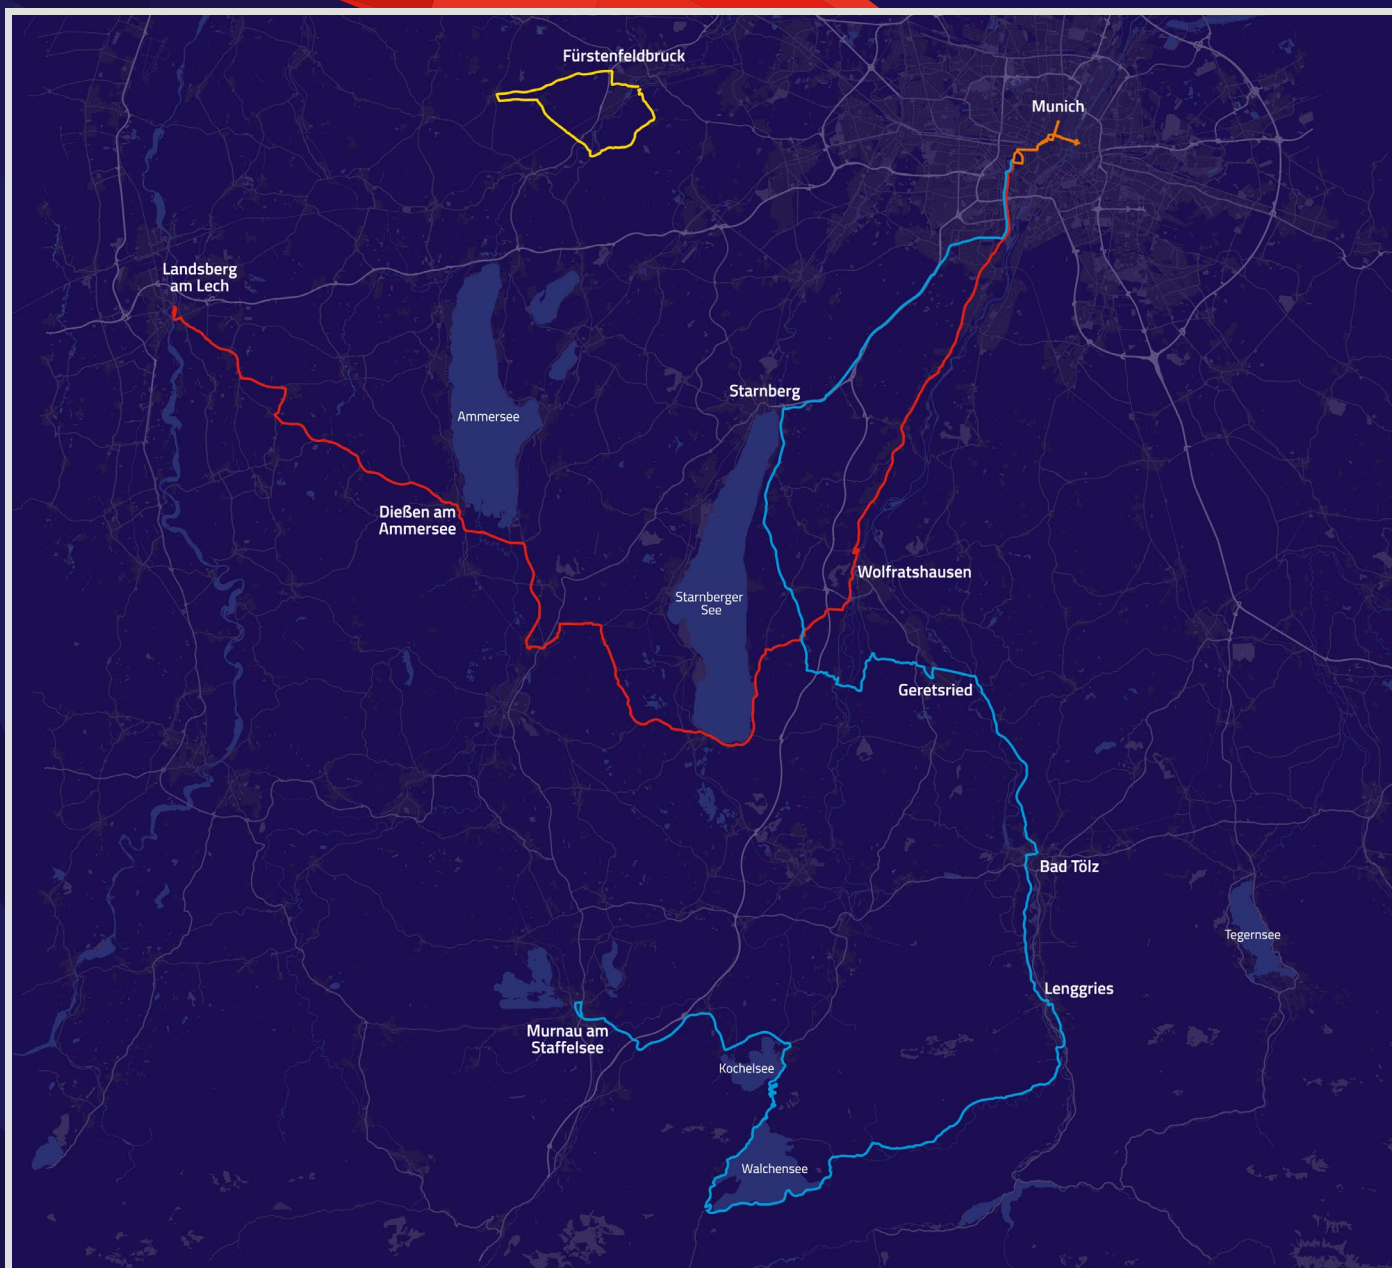 Fürstenfeldbruck
Munich
Landsberg
am Lech
Starnberg
Ammersee
Dießen am
Ammersee
Wolfratshausen
Starnberger
See
Geretsried
Bad Tölz
Tegernsee
Lenggries
Murnau am
Staffelsee
Kochelsee
Walchensee